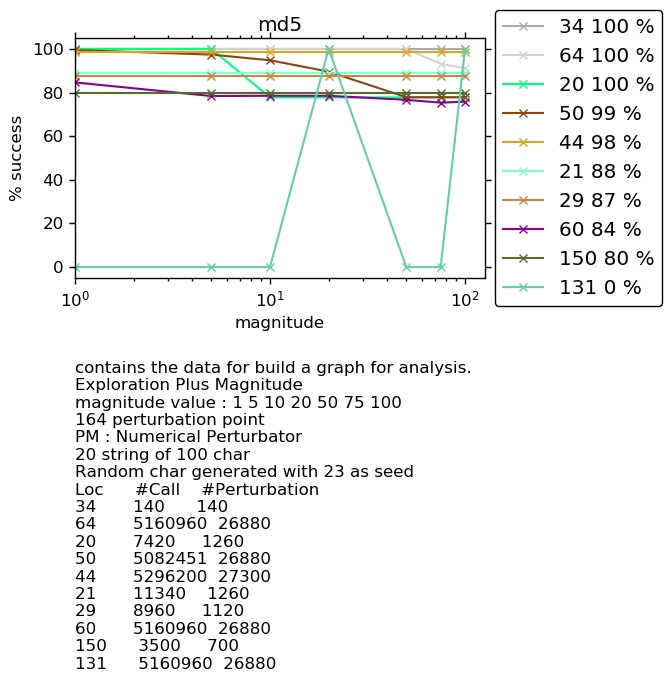 md5
100
80
60
40
20
0
% success
10^0
10^1
10^2
magnitude
34 100 %
64 100 %
20 100 %
50 99 %
44 98 %
21 88 %
29 87 %
60 84 %
150 80 %
131 0 %
contains the data for build a graph for analysis.
Exploration Plus Magnitude
magnitude value : 1 5 10 20 50 75 100
164 perturbation point
PM : Numerical Perturbator
20 string of 100 char
Random char generated with 23 as seed
Loc #Call #Perturbation
34 140 140
64 5160960 26880
20 7420 1260
50 5082451 26880
44 5296200 27300
21 11340 1260
29 8960 1120
60 5160960 26880
150 3500 700
131 5160960 26880